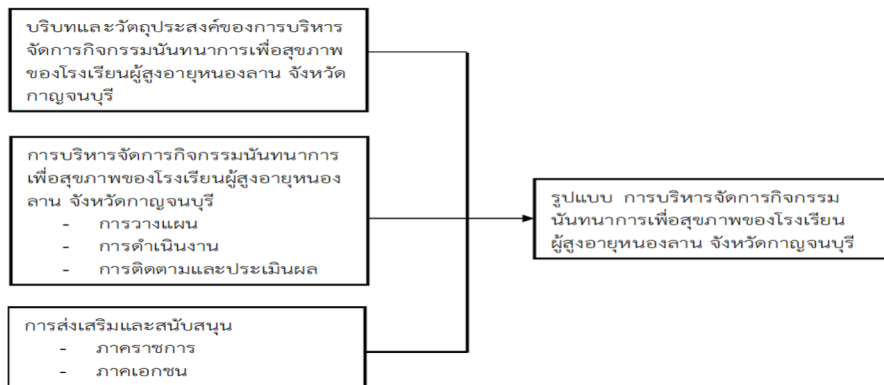 บริบทและวัตถุประสงค์ของการบริหาร
จัดการกิจกรรมนันทนาการเพื่อสุขภาพ
ของโรงเรียนผู้สูงอายุหนองลาน จังหวัด
กาญจนบุรี
การบริหารจัดการกิจกรรมนันทนาการ
เพื่อสุขภาพของโรงเรียนผู้สูงอายุหนอง
ลาน จังหวัดกาญจนบุรี
- การวางแผน
- การดำเนินงาน
- การติดตามและประเมินผล
การส่งเสริมและสนับสนุน
- ภาคราชการ
- ภาคเอกชน
รูปแบบ การบริหารจัดการกิจกรรม
นันทนาการเพื่อสุขภาพของโรงเรียน
ผู้สูงอายุหนองลาน จังหวัดกาญจนบุรี